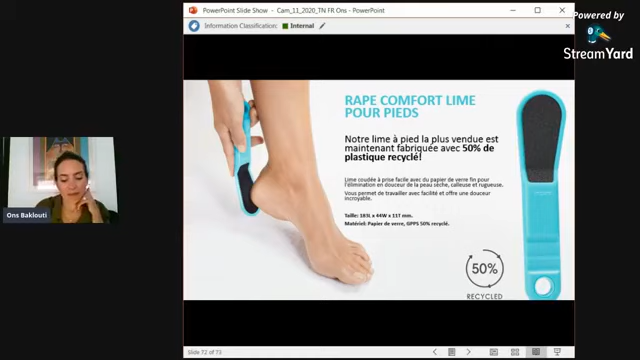 PowerPoint Slide Show - Cam_11_2020_TN FR Ons - PowerPoint
Powered by
StreamYard
Information Classification: Internal
RAPE COMFORT LIME
POUR PIEDS
Notre lime à pied la plus vendue est
maintenant fabriquée avec 50% de
plastique recyclé!
Lime coudée à prise facile avec du papier de verre fin pour
l'élimination en douceur de la peau sèche, calleuse et rugueuse.
Vous permet de travailler avec facilité et offre une douceur
incroyable.
Taille: 183L x 44W x 11T mm.
Matériel: Papier de verre, GPPS 50% recyclé.
50%
RECYCLED
Ons Baklouti
Slide 72 of 73